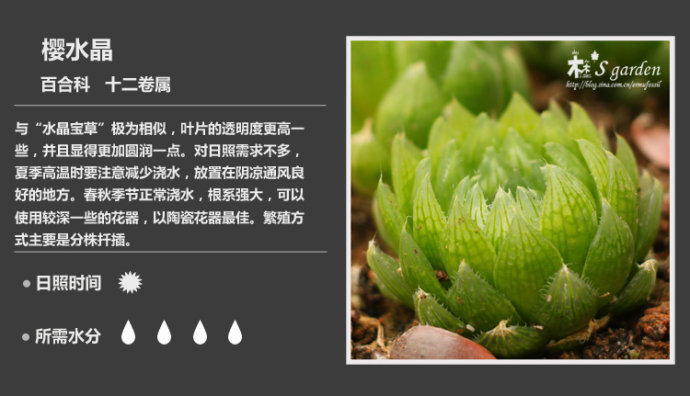 樱水晶
百合科 十二卷属
与“水晶宝草”极为相似，叶片的透明度更高一
些，并且显得更加圆润一点。对日照需求不多，
夏季高温时要注意减少浇水，放置在阴凉通风良
好的地方。春秋季节正常浇水，根系强大，可以
使用较深一些的花器，以陶瓷花器最佳。繁殖方
式主要是分株扦插。
日照时间
所需水分
'S garden